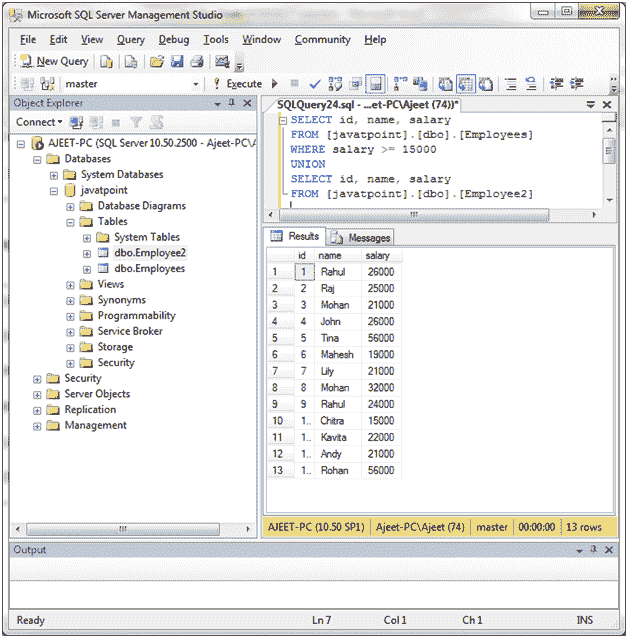 Microsoft SQL Server Management Studio
File Edit View Query Debug Tools Window Community Help
New Query
master Execute
Object Explorer
Connect
AJEET-PC (SQL Server 10.50.2500 - Ajeet-PC\A
Databases
System Databases
javatpoint
Database Diagrams
Tables
System Tables
dbo.Employee2
dbo.Employees
Views
Synonyms
Programmability
Service Broker
Storage
Security
Security
Server Objects
Replication
Management
SQLQuery24.sql - ...et-PC\Ajeet (74))*
SELECT id, name, salary
FROM [javatpoint].[dbo].[Employees]
WHERE salary >= 15000
UNION
SELECT id, name, salary
FROM [javatpoint].[dbo].[Employee2]
Results Messages
id name salary
1 1 Rahul 26000
2 2 Raj 25000
3 3 Mohan 21000
4 4 John 26000
5 5 Tina 56000
6 6 Mahesh 19000
7 7 Lily 21000
8 8 Mohan 32000
9 9 Rahul 24000
10 1.. Chitra 15000
11 1.. Kavita 22000
12 1.. Andy 21000
13 1.. Rohan 56000
AJEET-PC (10.50 SP1) Ajeet-PC\Ajeet (74) master 00:00:00 13 rows
Output
Ready Ln 7 Col 1 Ch 1 INS